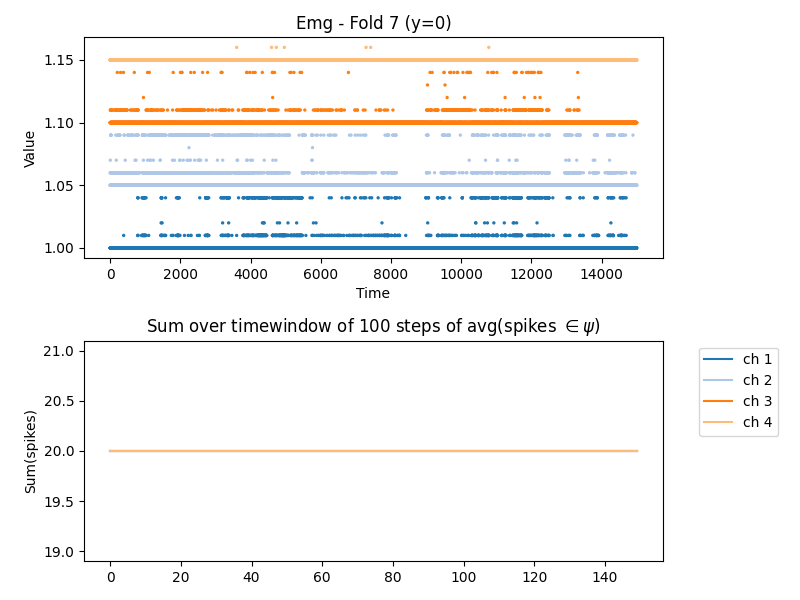 Emg - Fold 7 (y=0)
Value
1.15
1.10
1.05
1.00
0 2000 4000 6000 8000 10000 12000 14000
Time
Sum over timewindow of 100 steps of avg(spikes ∈ ψ)
Sum(spikes)
21.0
20.5
20.0
19.5
19.0
0 20 40 60 80 100 120 140
ch 1
ch 2
ch 3
ch 4